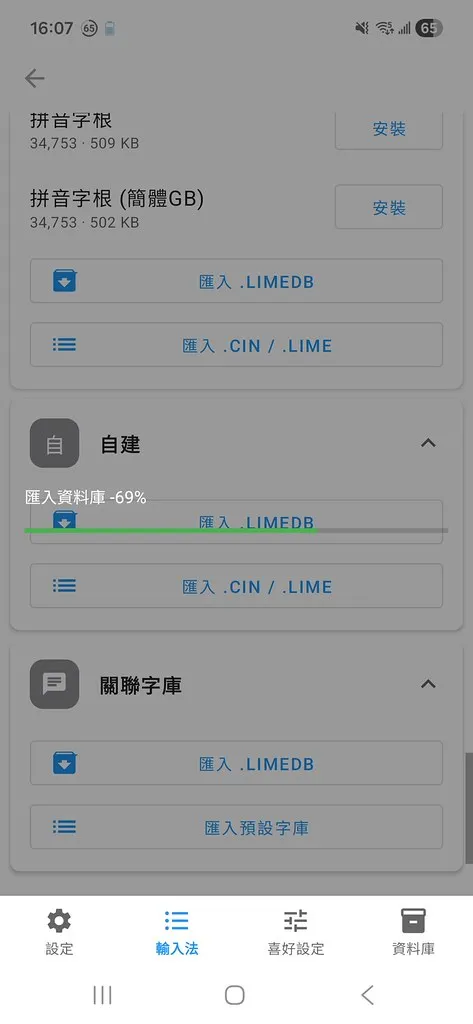 16:07 65 65
拼音字根
34,753 · 509 KB
安裝
拼音字根 (簡體GB)
34,753 · 502 KB
安裝
匯入 .LIMEDB
匯入 .CIN / .LIME
自 自建
匯入資料庫 -69%
匯入 .LIMEDB
匯入 .CIN / .LIME
關聯字庫
匯入 .LIMEDB
匯入預設字庫
設定 輸入法 喜好設定 資料庫